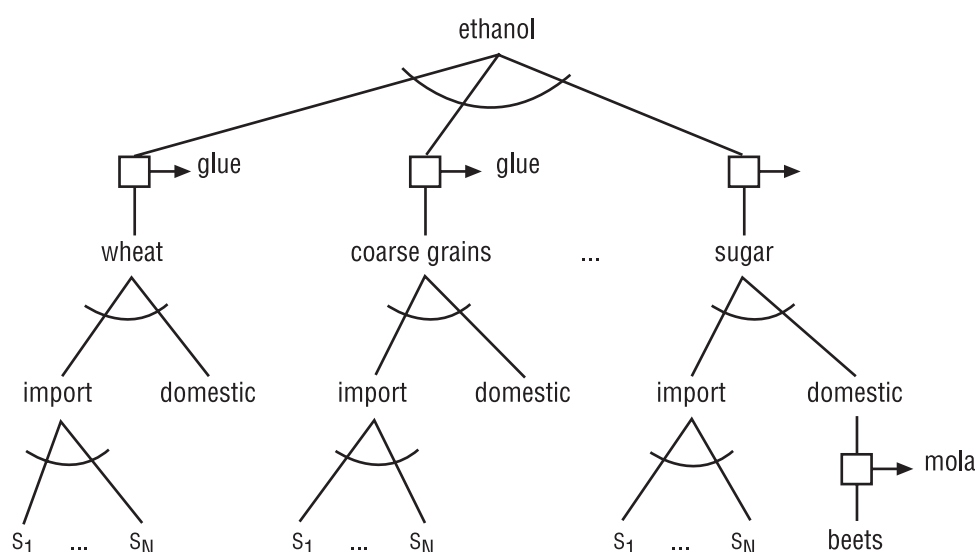 ethanol
glue glue
wheat coarse grains ... sugar
import domestic import domestic import domestic
mola
S1 ... SN S1 ... SN S1 ... SN beets